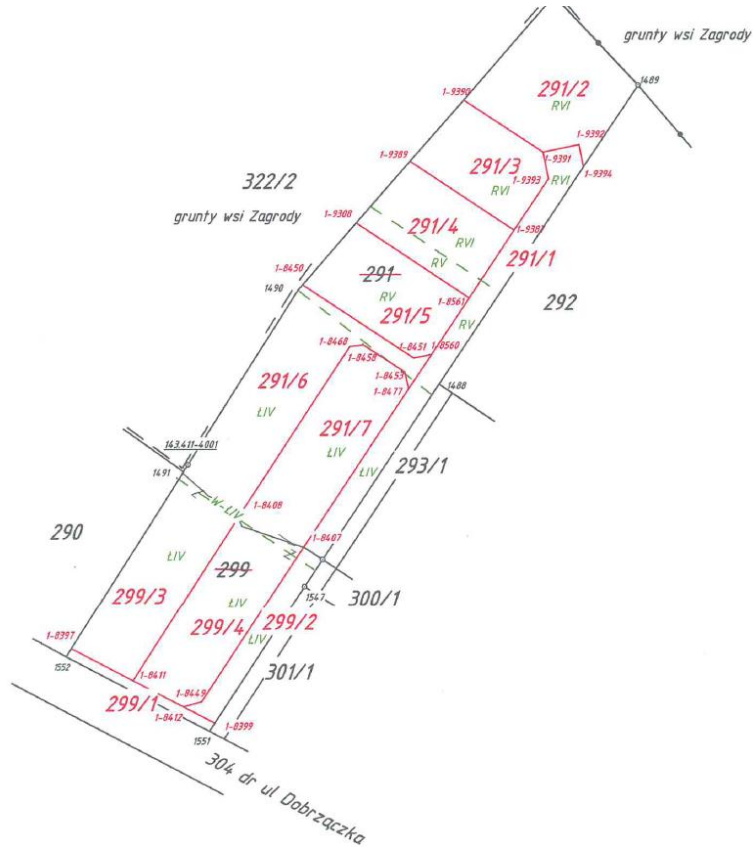 grunty wsi Zagrody
1489
291/2
RVI
1-9390
1-9392
1-9391
1-9394
1-9389
291/3
1-9393
RVI
RVI
322/2
grunty wsi Zagrody
1-9308
291/4
RVI
1-9387
291/1
RV
1-8450
291
1490
RV
1-8561
292
291/5
RV
1-8460
1-8458
1-8451
1-8560
1-8453
1488
291/6
1-8477
ŁIV
291/7
ŁIV
143.411-4001
ŁIV
293/1
1491
W-ŁIV
1-8408
290
1-8407
ŁIV
299
1547
300/1
299/3
ŁIV
299/4
299/2
ŁIV
1-8397
301/1
1552
1-8411
1-8449
299/1
1-8412
1-8399
1551
304 dr ul Dobrzączka